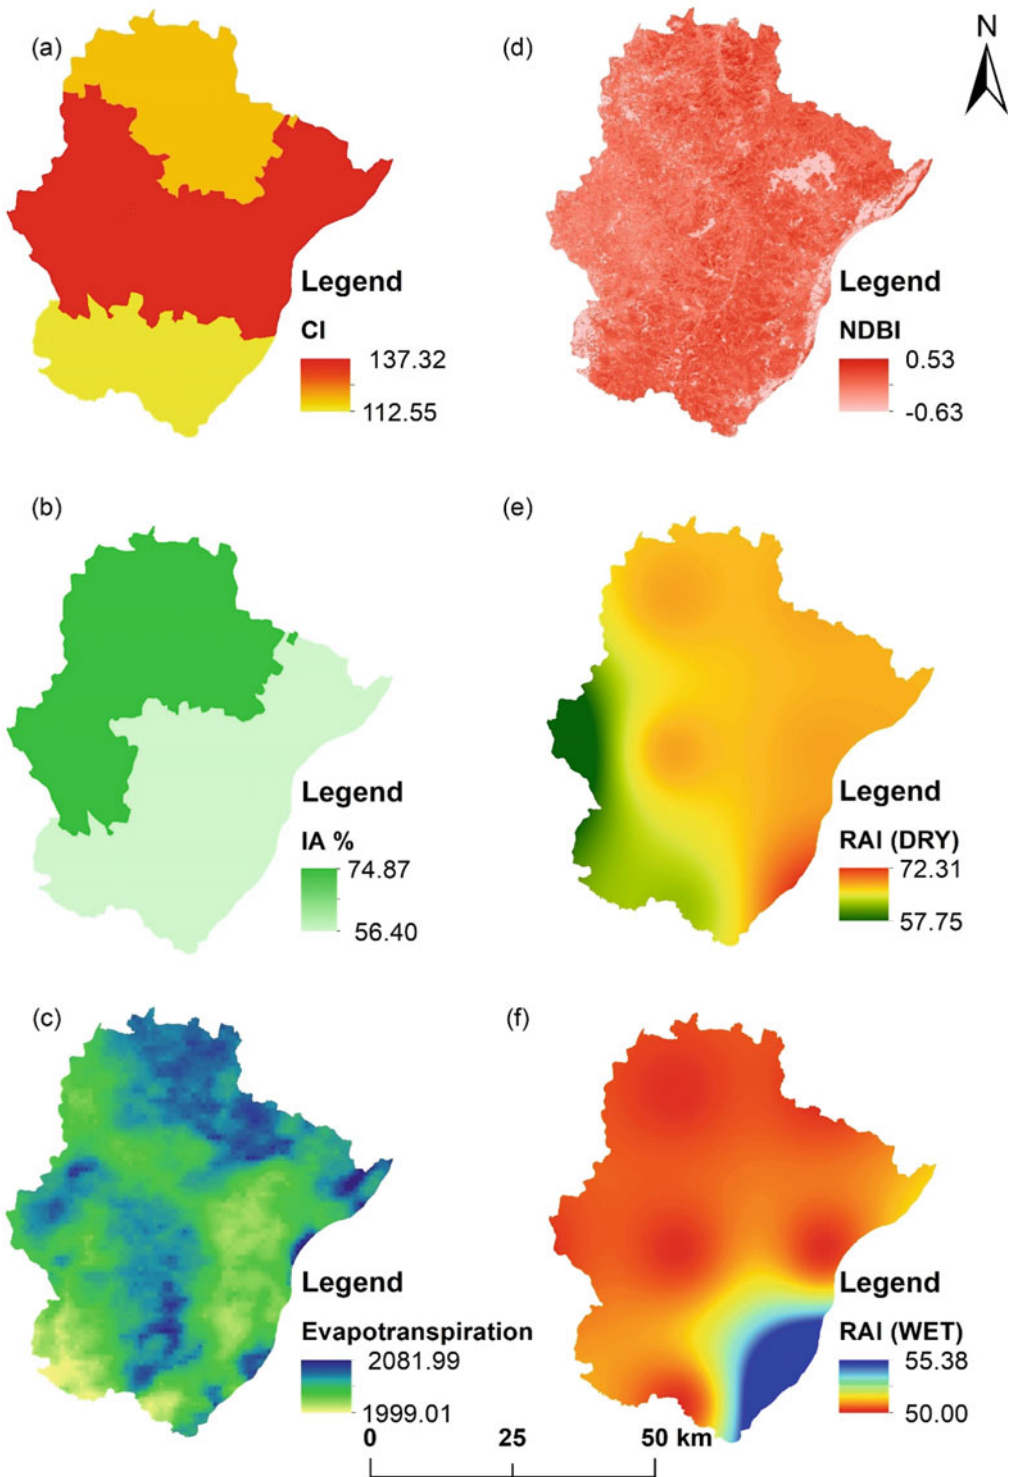 (a)
Legend
CI
137.32
112.55
(d)
N
Legend
NDBI
0.53
-0.63
(b)
Legend
IA %
74.87
56.40
(e)
Legend
RAI (DRY)
72.31
57.75
(c)
Legend
Evapotranspiration
2081.99
1999.01
(f)
Legend
RAI (WET)
55.38
50.00
0 25 50 km